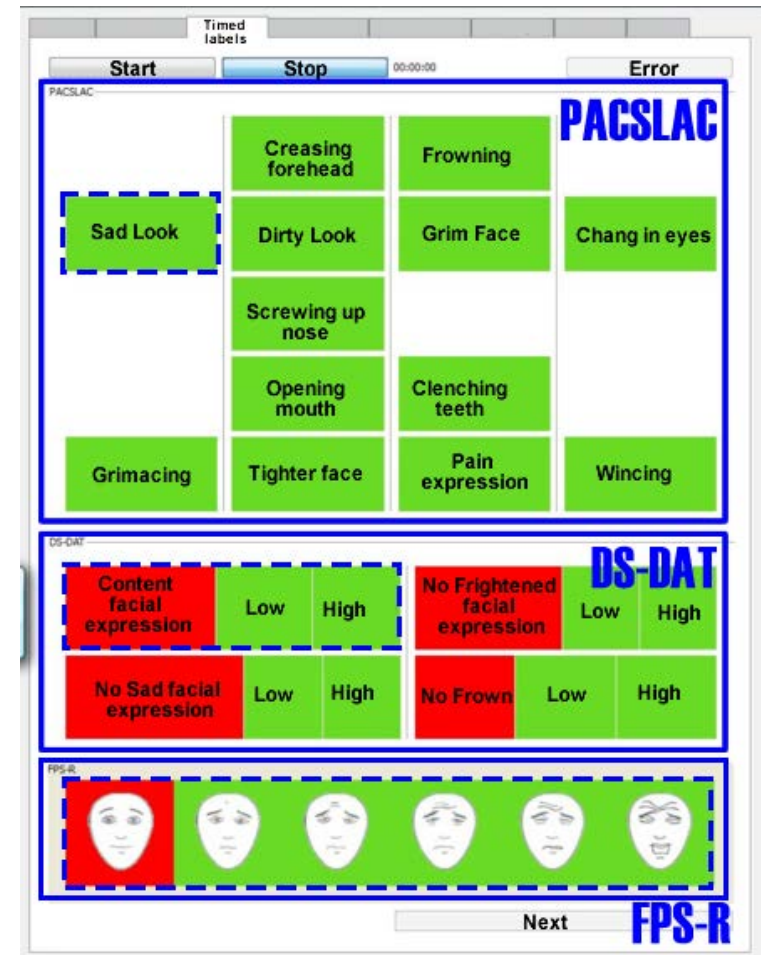 Timed
labels
Start
Stop
00:00:00
Error
PACSLAC
PACSLAC
Creasing
forehead
Frowning
Sad Look
Dirty Look
Grim Face
Chang in eyes
Screwing up
nose
Opening
mouth
Clenching
teeth
Grimacing
Tighter face
Pain
expression
Wincing
DS-DAT
DS-DAT
Content
facial
expression
Low
High
No Frightened
facial
expression
Low
High
No Sad facial
expression
Low
High
No Frown
Low
High
FPS-R
Next
FPS-R